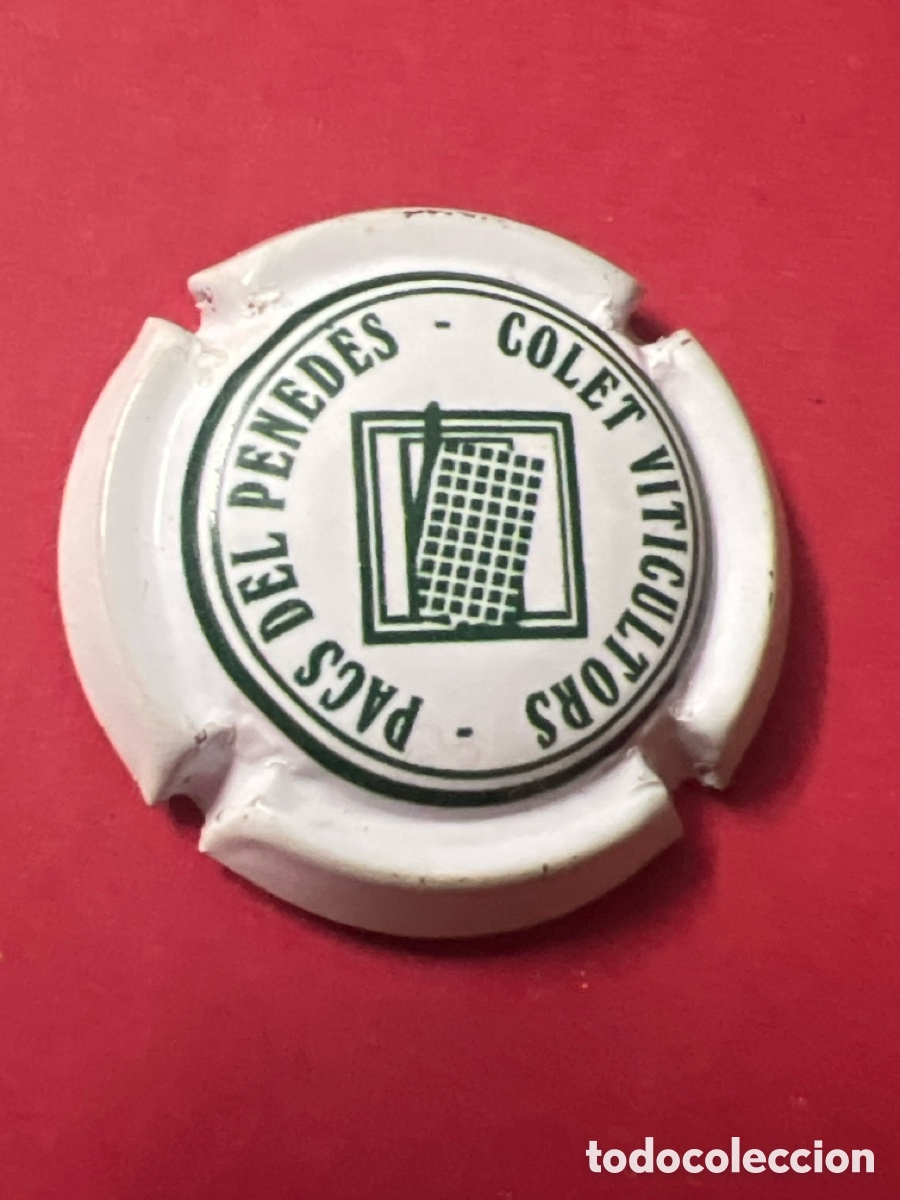 COLET VITICULTORS - PACS DEL PENEDÈS -
todocoleccion